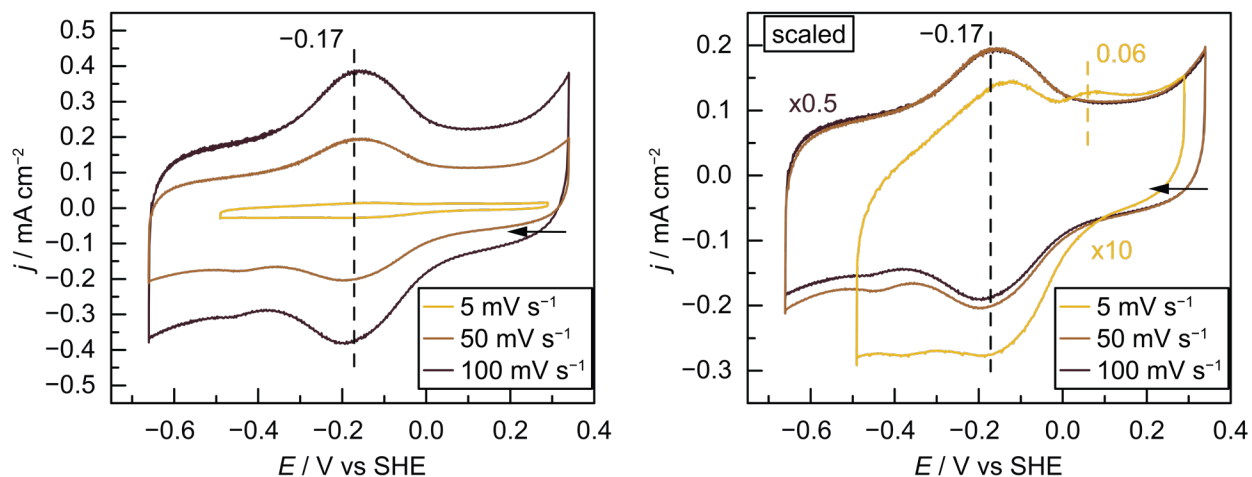 −0.17
0.5
0.4
0.3
0.2
0.1
0.0
−0.1
−0.2
−0.3
−0.4
−0.5
j / mA cm⁻²
5 mV s⁻¹
50 mV s⁻¹
100 mV s⁻¹
−0.6 −0.4 −0.2 0.0 0.2 0.4
E / V vs SHE
scaled
−0.17
0.06
x0.5
x10
0.2
0.1
0.0
−0.1
−0.2
−0.3
j / mA cm⁻²
5 mV s⁻¹
50 mV s⁻¹
100 mV s⁻¹
−0.6 −0.4 −0.2 0.0 0.2 0.4
E / V vs SHE